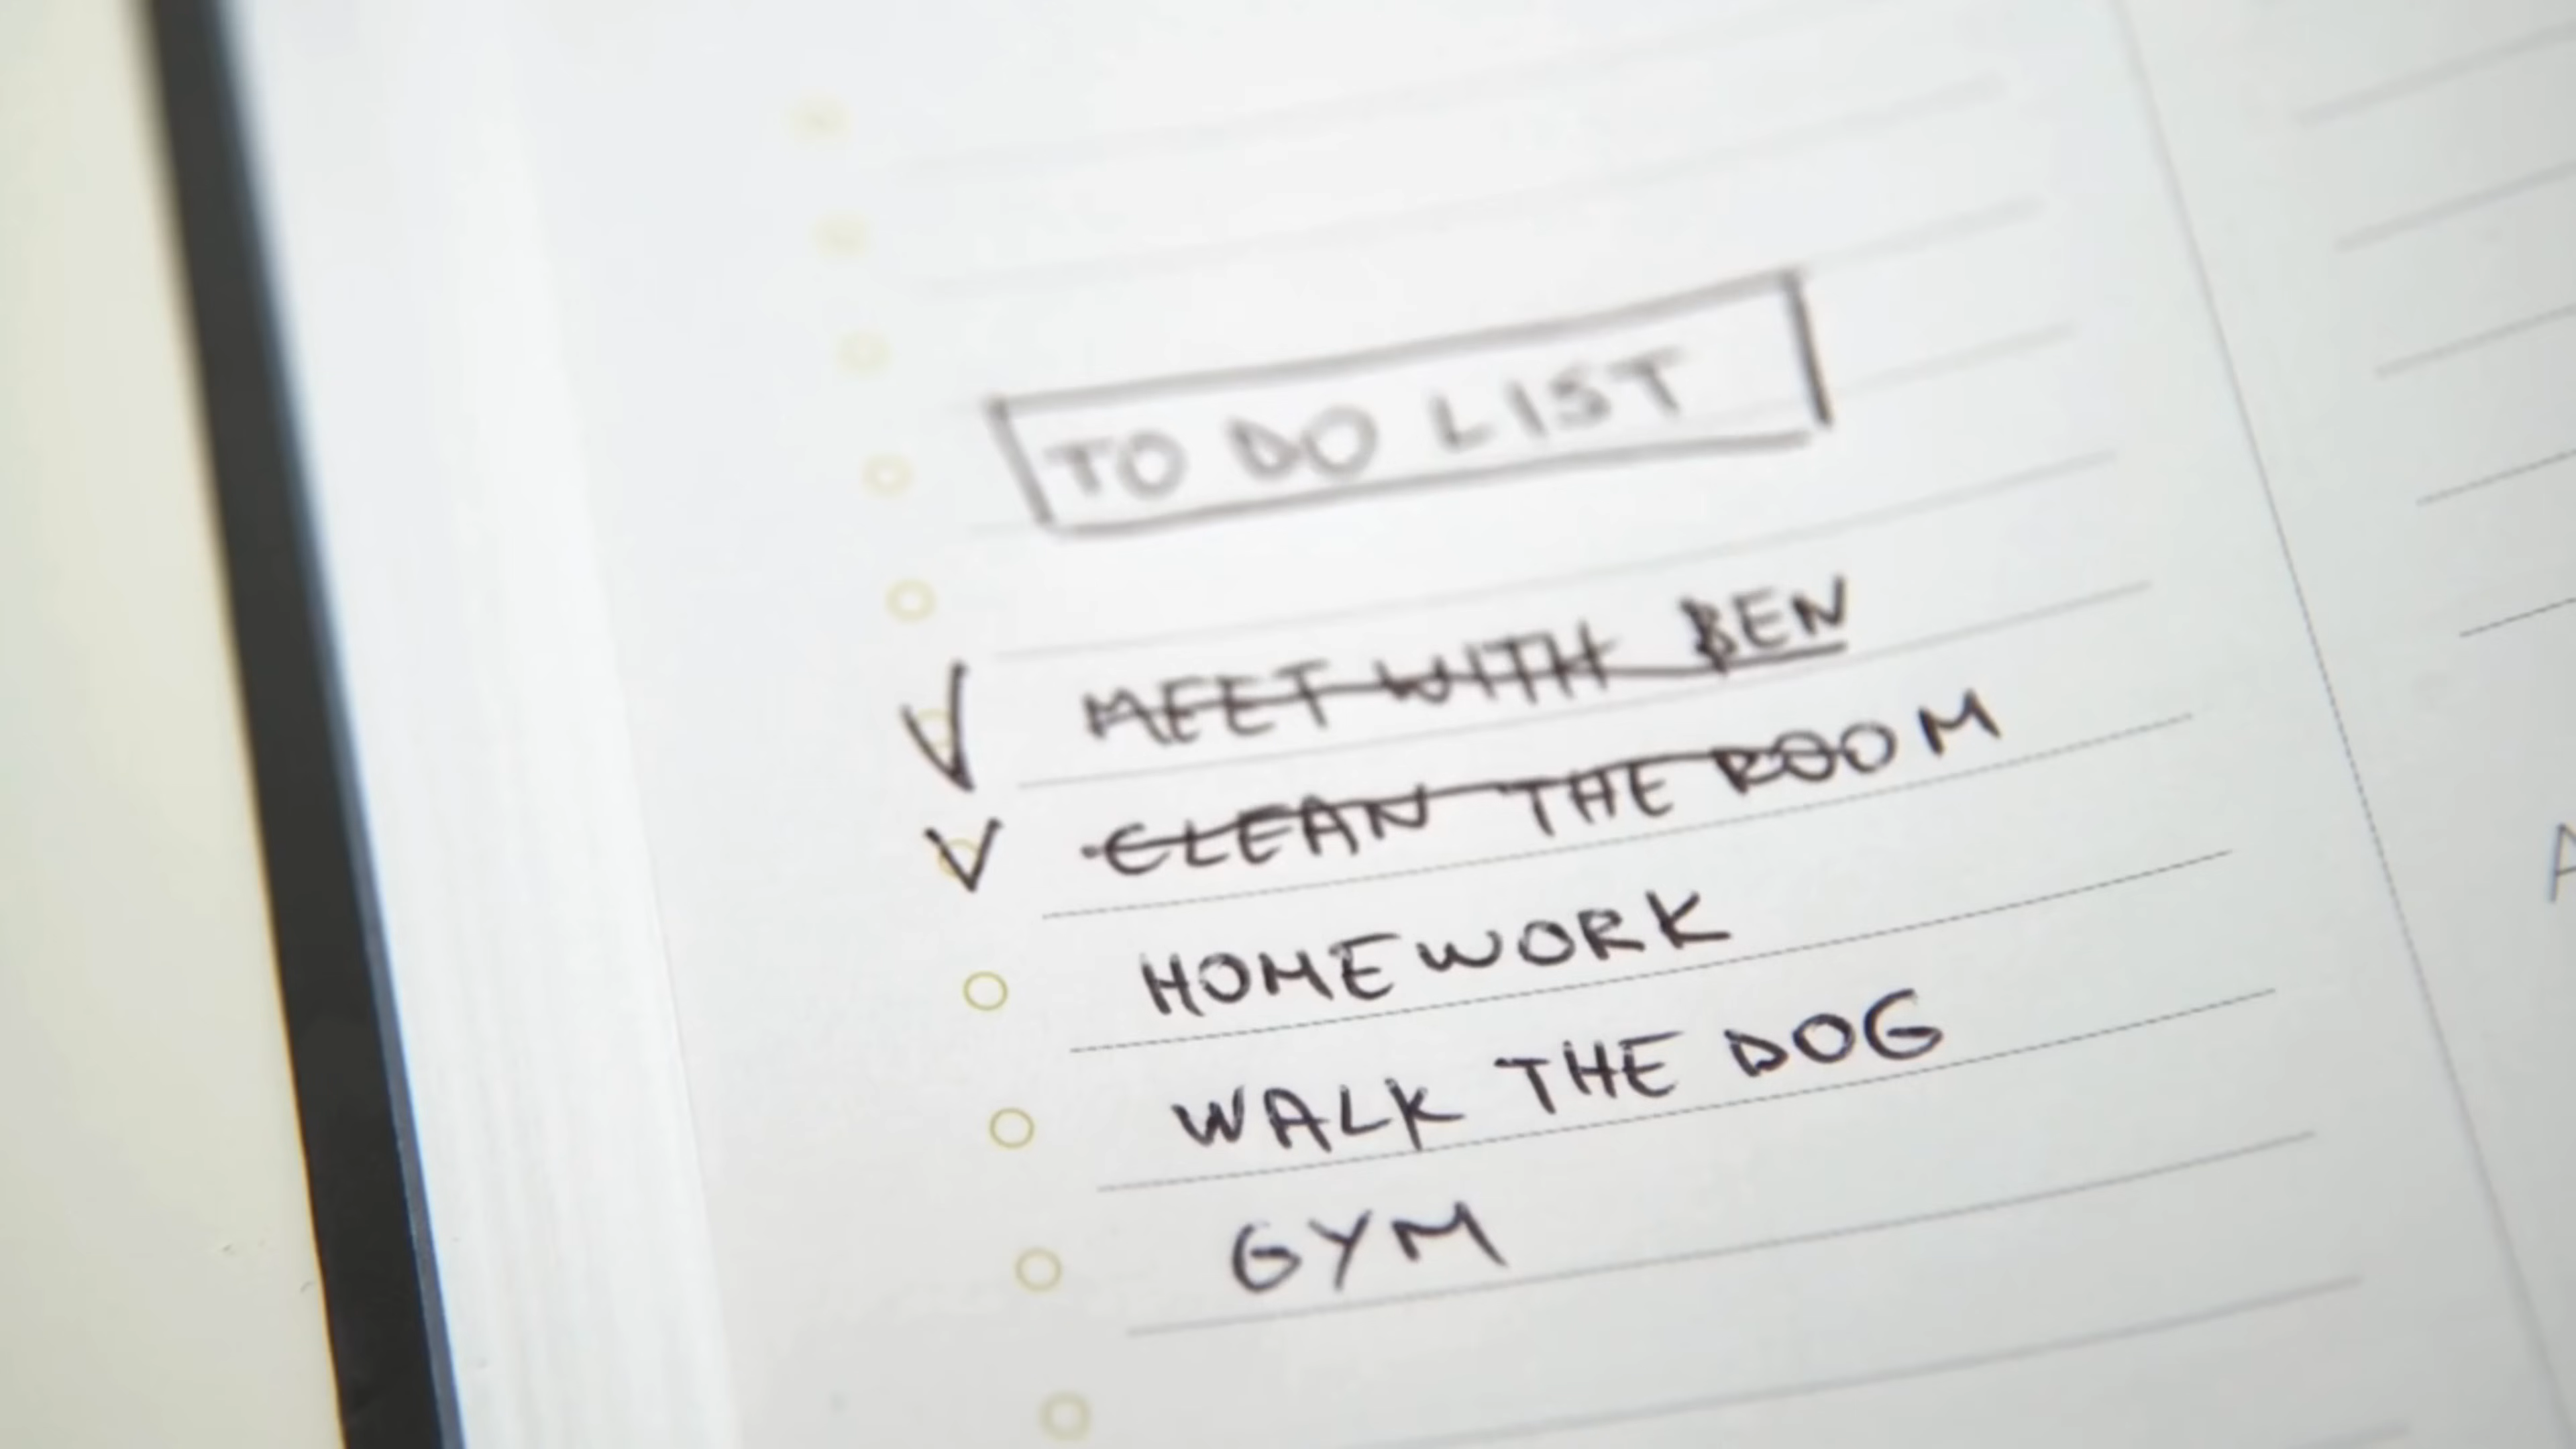 TO DO LIST
MEET WITH BEN
CLEAN THE ROOM
HOMEWORK
WALK THE DOG
GYM